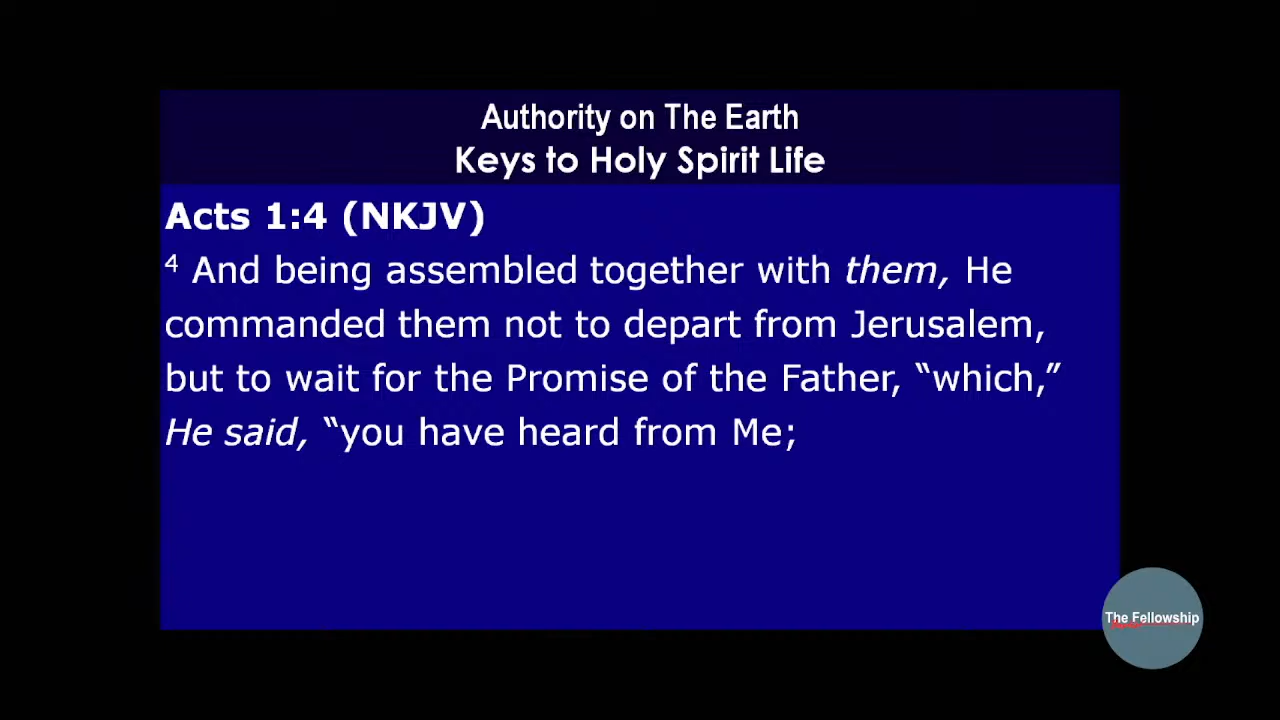 Authority on The Earth
Keys to Holy Spirit Life
Acts 1:4 (NKJV)
4 And being assembled together with them, He
commanded them not to depart from Jerusalem,
but to wait for the Promise of the Father, “which,”
He said, “you have heard from Me;
The Fellowship